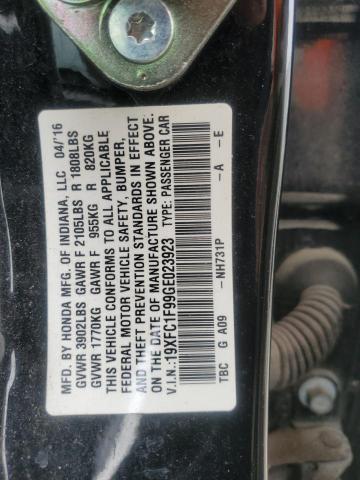 MFD. BY HONDA MFG. OF INDIANA, LLC 04/16
GVWR 3902LBS GAWR F 2105LBS R 1808LBS
GVWR 1770KG GAWR F 955KG R 820KG
THIS VEHICLE CONFORMS TO ALL APPLICABLE
FEDERAL MOTOR VEHICLE SAFETY, BUMPER,
AND THEFT PREVENTION STANDARDS IN EFFECT
ON THE DATE OF MANUFACTURE SHOWN ABOVE.
V.I.N.: 19XFC1F99GE023923 TYPE: PASSENGER CAR
NH731P - A - E
TBC G A09